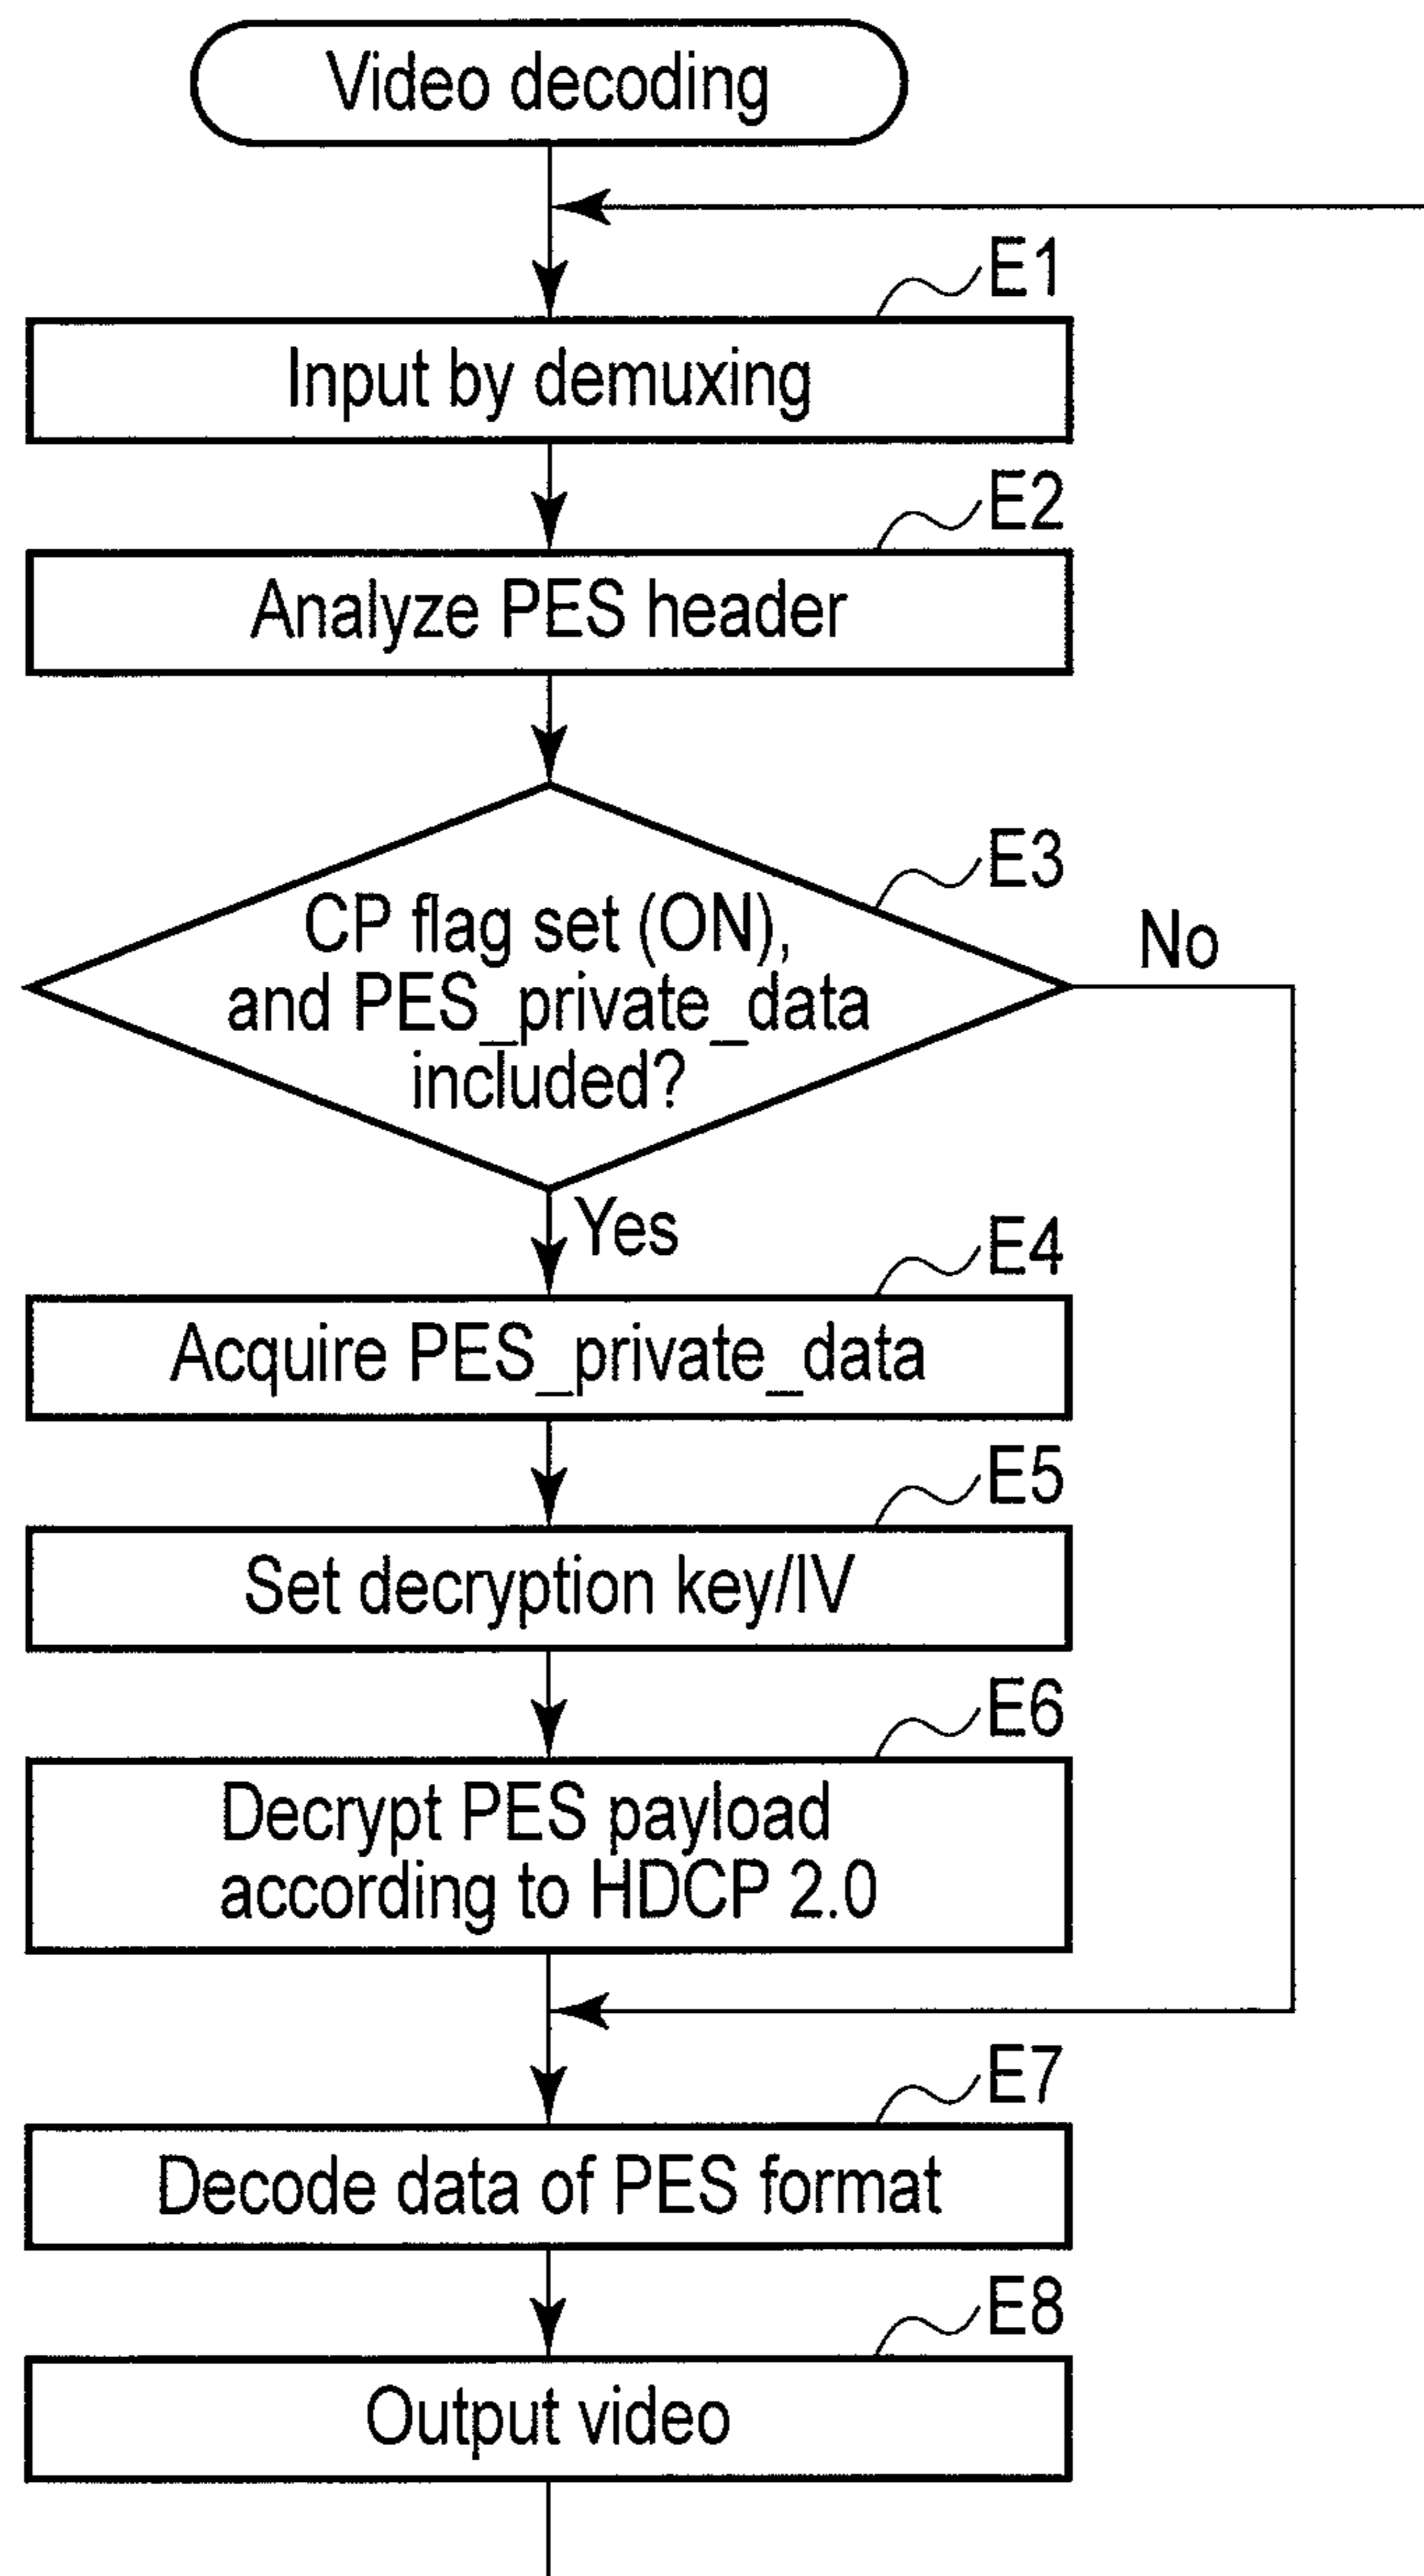 Video decoding
E1
Input by demuxing
E2
Analyze PES header
E3
CP flag set (ON),
and PES_private_data
included?
No
Yes
E4
Acquire PES_private_data
E5
Set decryption key/IV
E6
Decrypt PES payload
according to HDCP 2.0
E7
Decode data of PES format
E8
Output video